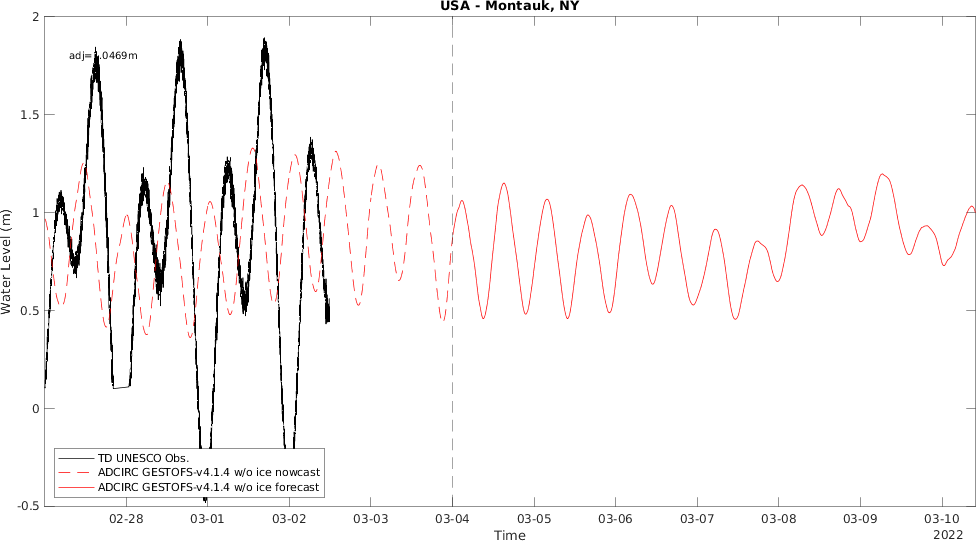 USA - Montauk, NY
adj= .0469m
Water Level (m)
2
1.5
1
0.5
0
-0.5
TD UNESCO Obs.
ADCIRC GESTOFS-v4.1.4 w/o ice nowcast
ADCIRC GESTOFS-v4.1.4 w/o ice forecast
02-28 03-01 03-02 03-03 03-04 03-05 03-06 03-07 03-08 03-09 03-10
Time
2022